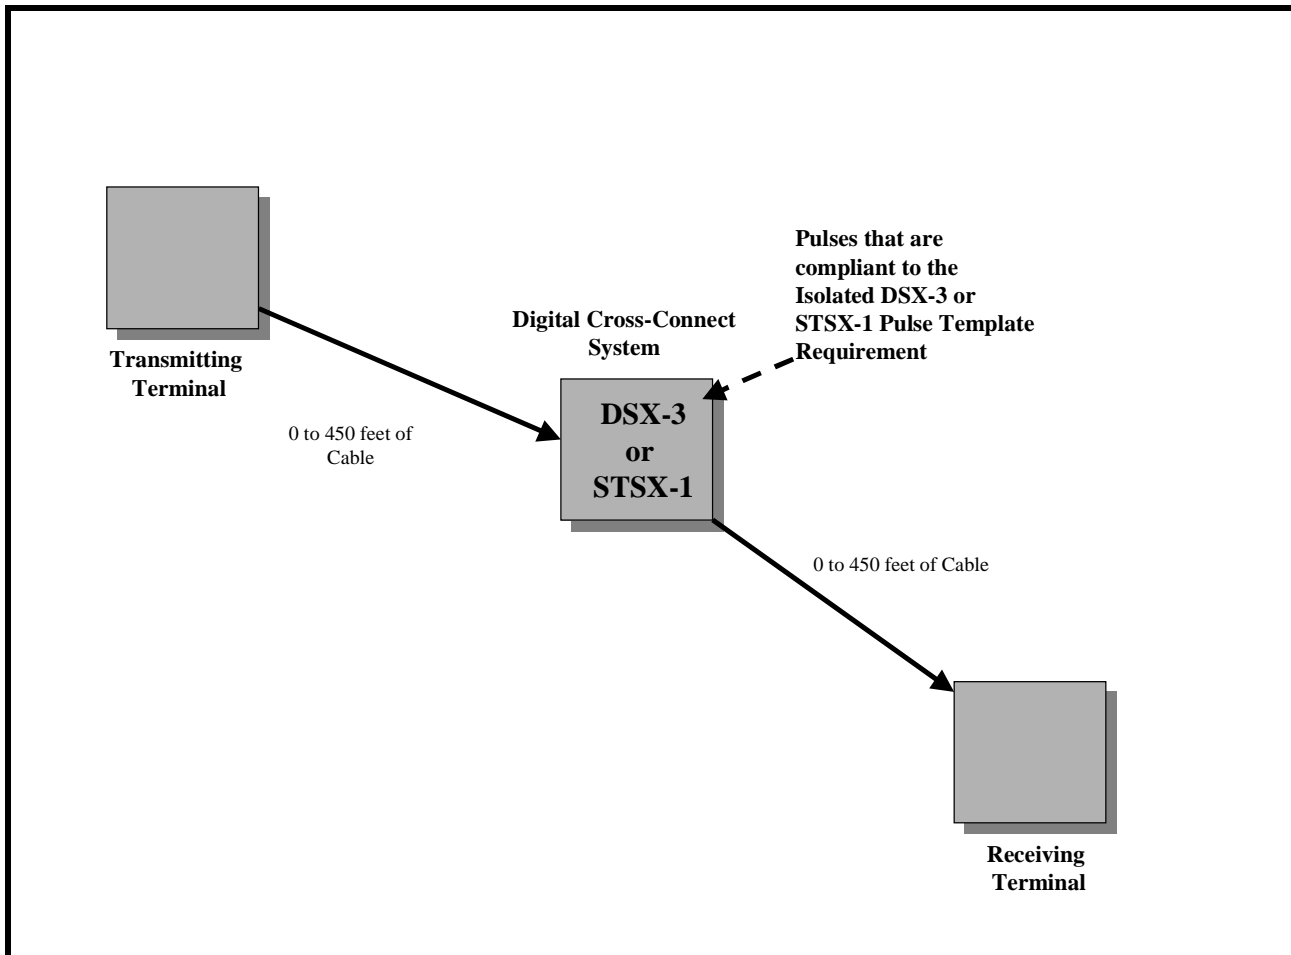 Pulses that are
compliant to the
Isolated DSX-3 or
STSX-1 Pulse Template
Requirement
Digital Cross-Connect
System
Transmitting
Terminal
DSX-3
or
STSX-1
0 to 450 feet of
Cable
0 to 450 feet of Cable
Receiving
Terminal